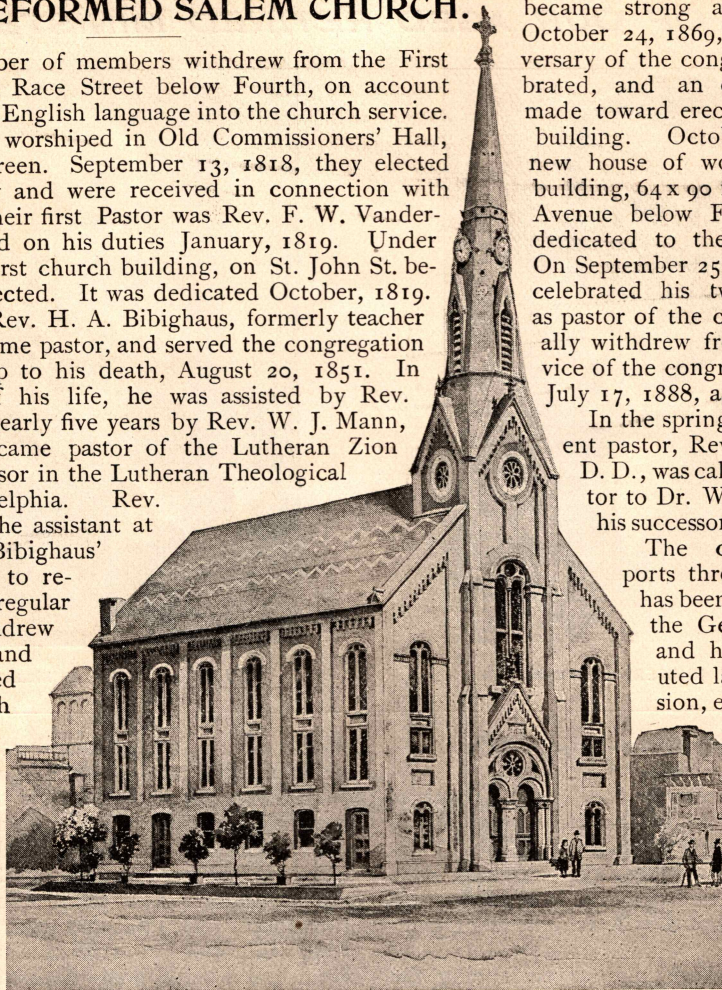 EFORMED SALEM CHURCH.
ber of members withdrew from the First
Race Street below Fourth, on account
English language into the church service.
worshiped in Old Commissioners' Hall,
reen. September 13, 1818, they elected
and were received in connection with
heir first Pastor was Rev. F. W. Vander-
d on his duties January, 1819. Under
rst church building, on St. John St. be-
ected. It was dedicated October, 1819.
Rev. H. A. Bibighaus, formerly teacher
me pastor, and served the congregation
p to his death, August 20, 1851. In
f his life, he was assisted by Rev.
early five years by Rev. W. J. Mann,
came pastor of the Lutheran Zion
sor in the Lutheran Theological
elphia. Rev.
he assistant at
Bibighaus'
to re-
regular
drew
and
ed
h
became strong a
October 24, 1869,
versary of the cong
brated, and an
made toward erec
building. Octo
new house of wo
building, 64 x 90
Avenue below F
dedicated to the
On September 25
celebrated his tw
as pastor of the c
ally withdrew fr
vice of the congr
July 17, 1888, a
In the spring
ent pastor, Rev
D. D., was cal
tor to Dr. W
his successor
The
ports thr
has been
the Ge
and h
uted l
sion, e